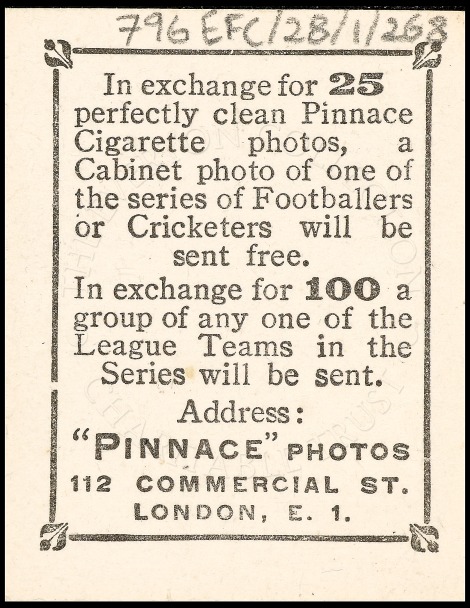 796 EFC/28/1/268
In exchange for 25
perfectly clean Pinnace
Cigarette photos, a
Cabinet photo of one of
the series of Footballers
or Cricketers will be
sent free.
In exchange for 100 a
group of any one of the
League Teams in the
Series will be sent.
Address:
"PINNACE" PHOTOS
112 COMMERCIAL ST.
LONDON, E. 1.